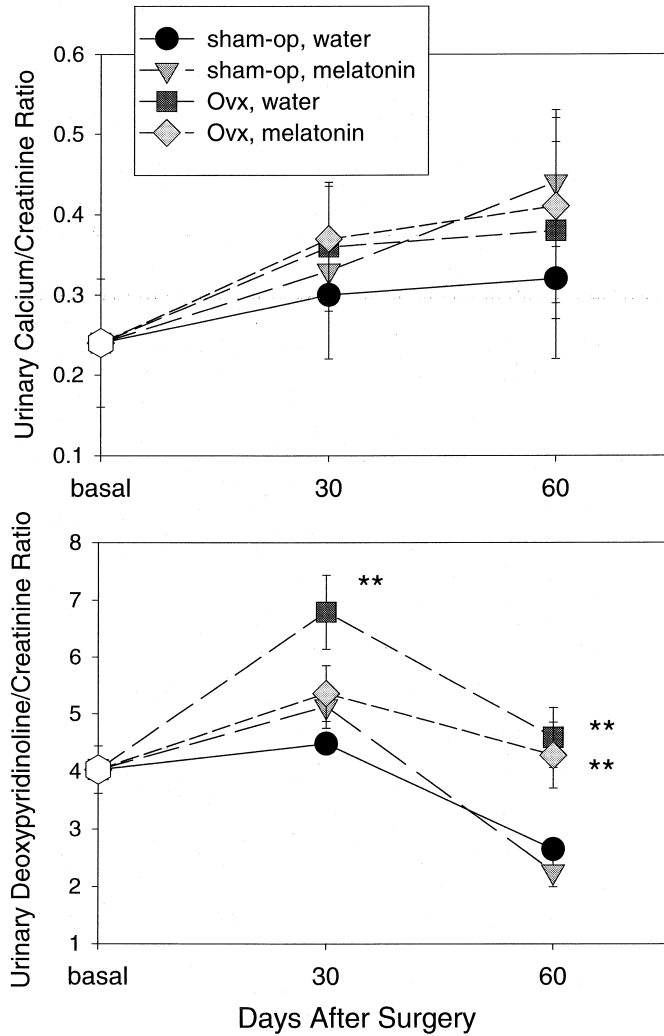 sham-op, water
sham-op, melatonin
Ovx, water
Ovx, melatonin
Urinary Calcium/Creatinine Ratio
0.6
0.5
0.4
0.3
0.2
0.1
basal 30 60
Urinary Deoxypyridinoline/Creatinine Ratio
8
7
6
5
4
3
2
1
**
**
**
basal 30 60
Days After Surgery